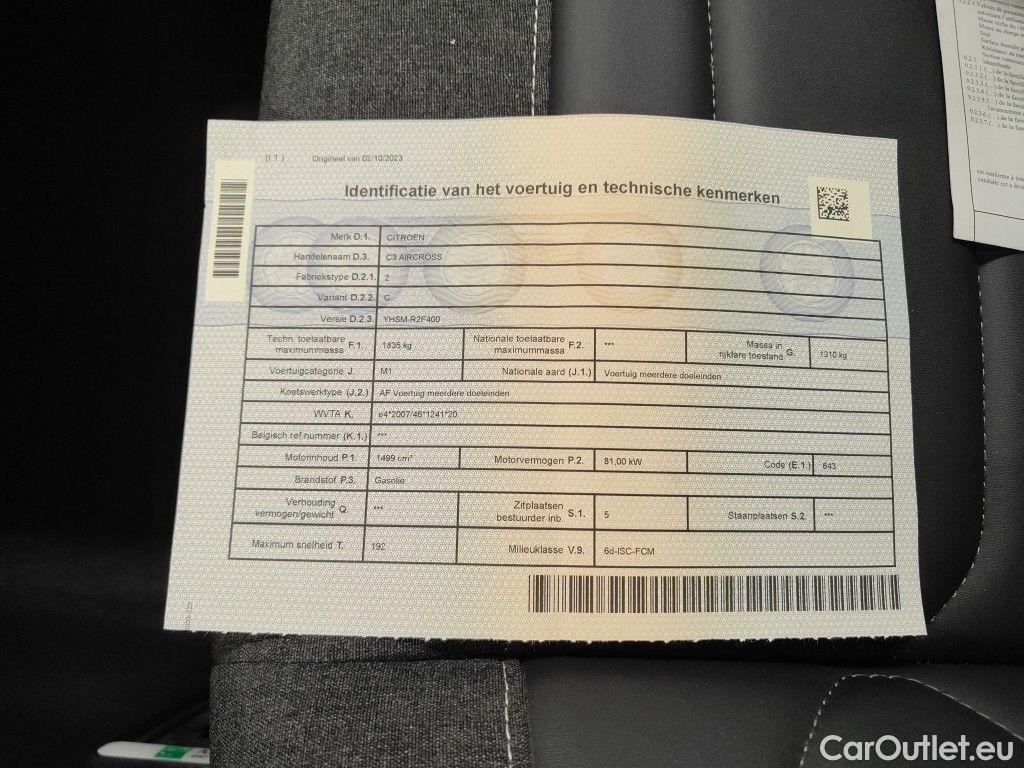 (I.1) Origineel van 02/10/2023
Identificatie van het voertuig en technische kenmerken
Merk D.1. CITROEN
Handelsnaam D.3. C3 AIRCROSS
Fabriekstype D.2.1. 2
Variant D.2.2. C
Versie D.2.3. YHSM-R2F400
Techn. toelaatbare maximummassa F.1. 1835 kg Nationale toelaatbare maximummassa F.2. *** Massa in rijklare toestand G. 1310 kg
Voertuigcategorie J. M1 Nationale aard (J.1.) Voertuig meerdere doeleinden
Koetswerktype (J.2.) AF Voertuig meerdere doeleinden
WVTA K. e4*2007/46*1241*20
Belgisch ref.nummer (K.1.) ***
Motorinhoud P.1. 1499 cm³ Motorvermogen P.2. 81,00 kW Code (E.1.) 643
Brandstof P.3. Gasolie
Verhouding vermogen/gewicht Q. *** Zitplaatsen bestuurder inb. S.1. 5 Staanplaatsen S.2. ***
Maximum snelheid T. 192 Milieuklasse V.9. 6d-ISC-FCM
CarOutlet.eu